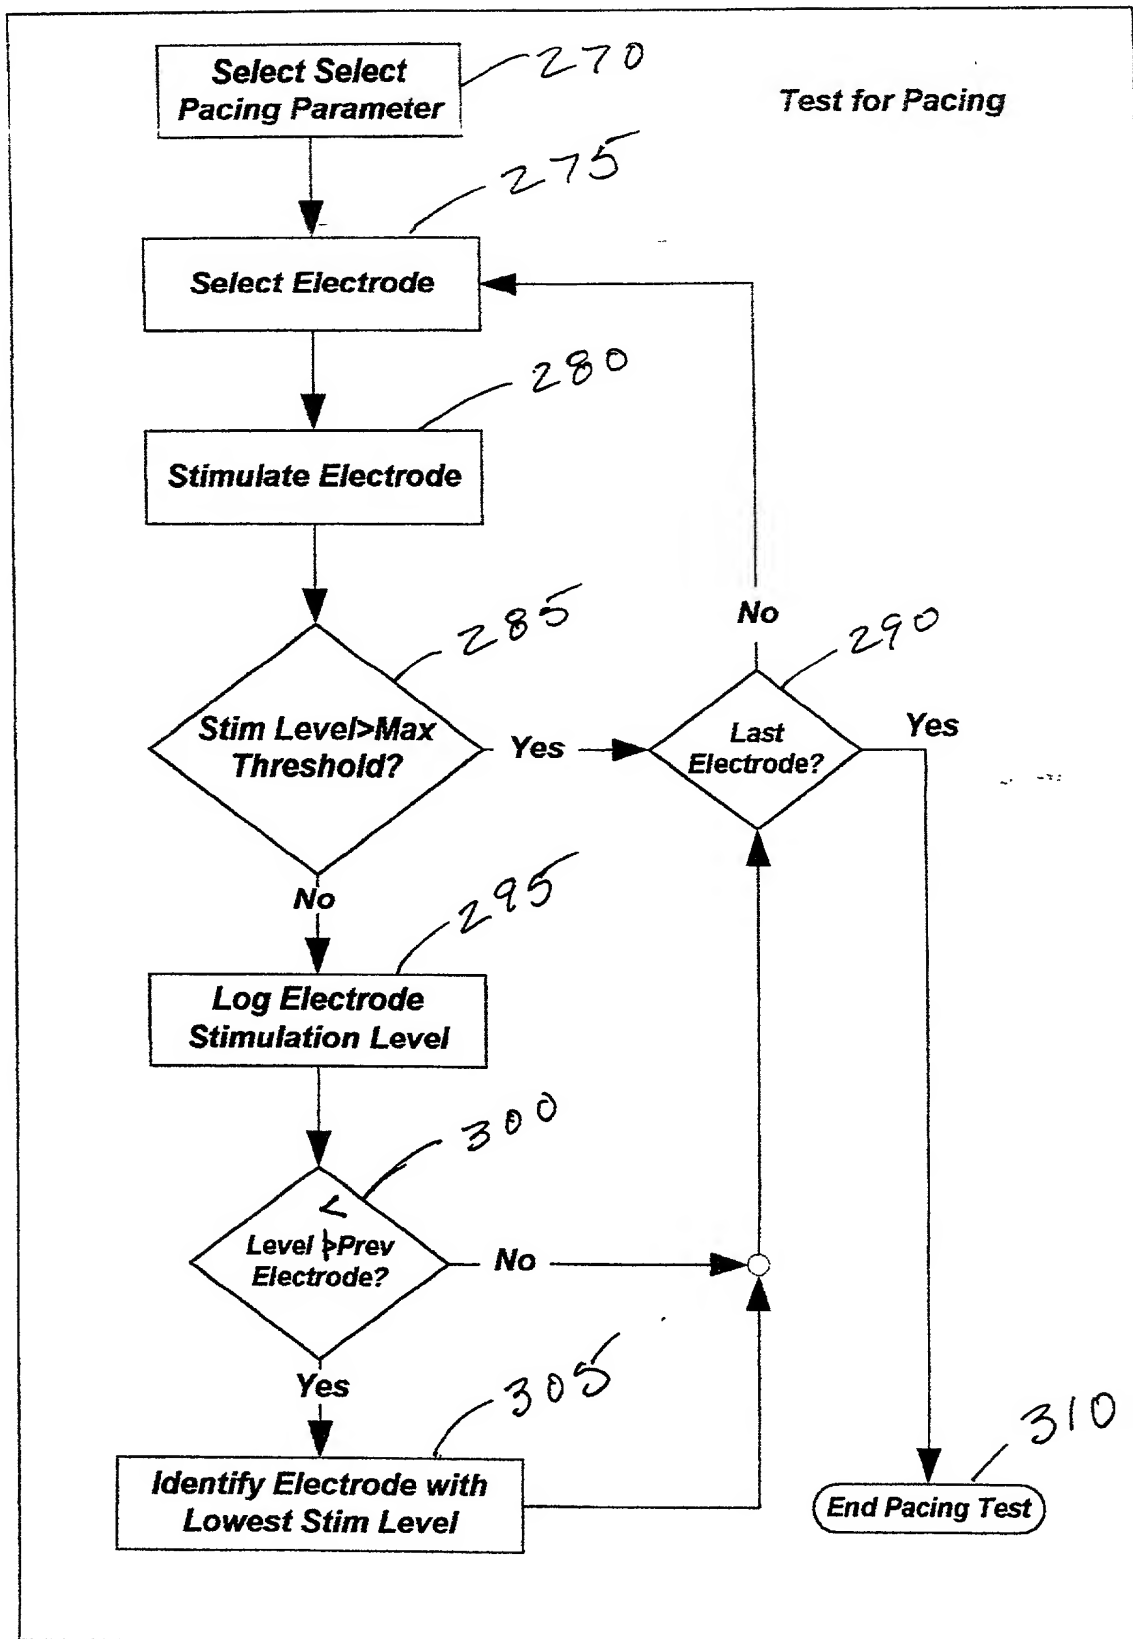 Select Select
Pacing Parameter
270
Test for Pacing
275
Select Electrode
280
Stimulate Electrode
285
Stim Level>Max
Threshold?
Yes
No
290
Last
Electrode?
Yes
No
295
Log Electrode
Stimulation Level
300
<
Level >Prev
Electrode?
No
Yes
305
Identify Electrode with
Lowest Stim Level
310
End Pacing Test